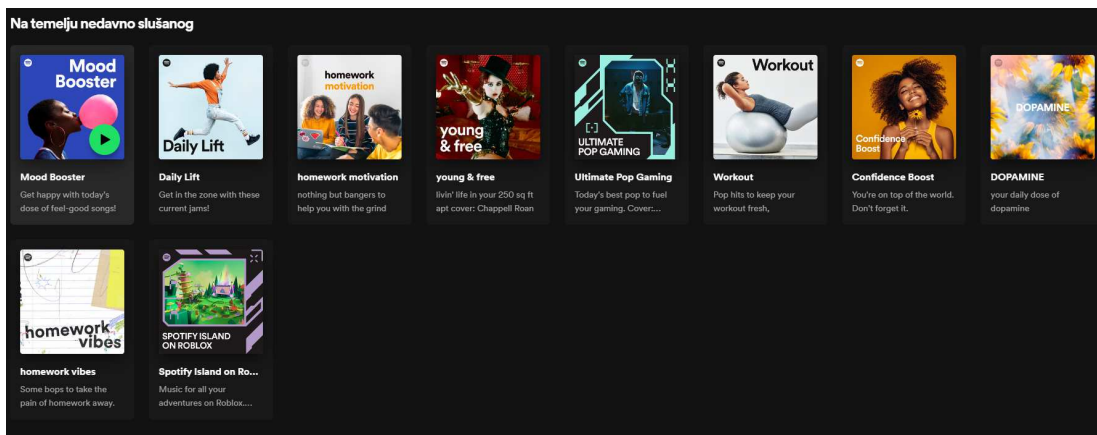 Na temelju nedavno slušanog
Mood
Booster
Mood Booster
Get happy with today's
dose of feel-good songs!
Daily Lift
Daily Lift
Get in the zone with these
current jams!
homework
motivation
homework motivation
nothing but bangers to
help you with the grind
young
& free
young & free
livin' life in your 250 sq ft
apt cover: Chappell Roan
ULTIMATE
POP GAMING
Ultimate Pop Gaming
Today's best pop to fuel
your gaming. Cover:...
Workout
Workout
Pop hits to keep your
workout fresh,
Confidence
Boost
Confidence Boost
You're on top of the world.
Don't forget it.
DOPAMINE
DOPAMINE
your daily dose of
dopamine
homework
vibes
homework vibes
Some bops to take the
pain of homework away.
SPOTIFY ISLAND
ON ROBLOX
Spotify Island on Ro...
Music for all your
adventures on Roblox....